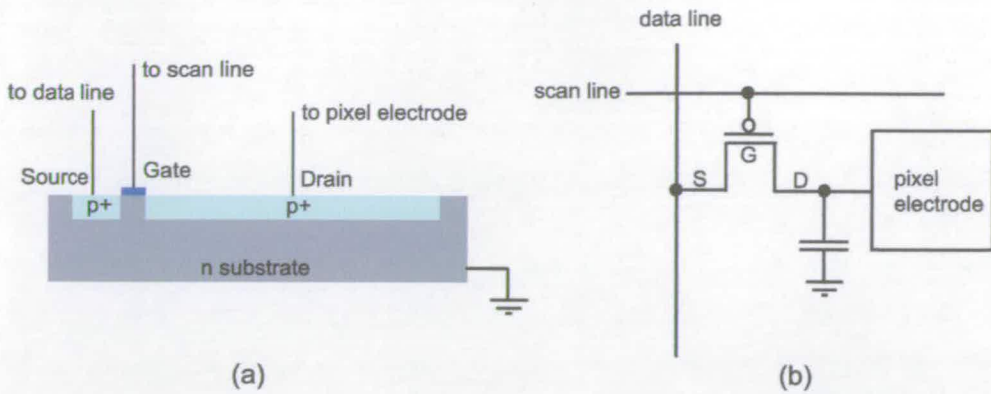 to scan line
to data line
to pixel electrode
Source
Gate
Drain
p+
p+
n substrate
(a)
data line
scan line
G
S
D
pixel
electrode
(b)